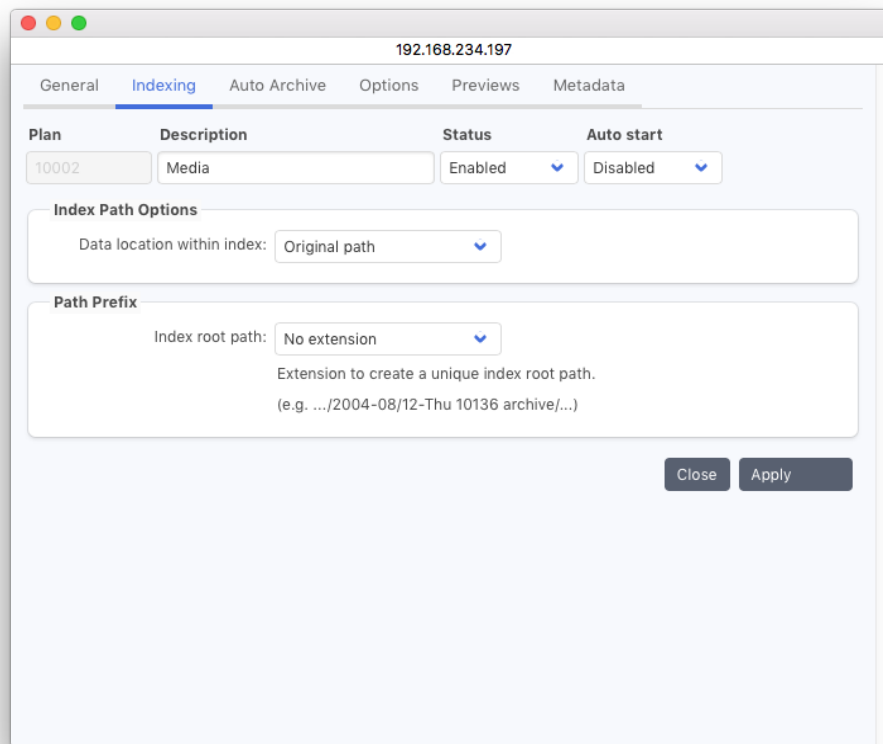 192.168.234.197
General Indexing Auto Archive Options Previews Metadata
Plan Description Status Auto start
10002 Media Enabled Disabled
Index Path Options
Data location within index: Original path
Path Prefix
Index root path: No extension
Extension to create a unique index root path.
(e.g. .../2004-08/12-Thu 10136 archive/...)
Close Apply